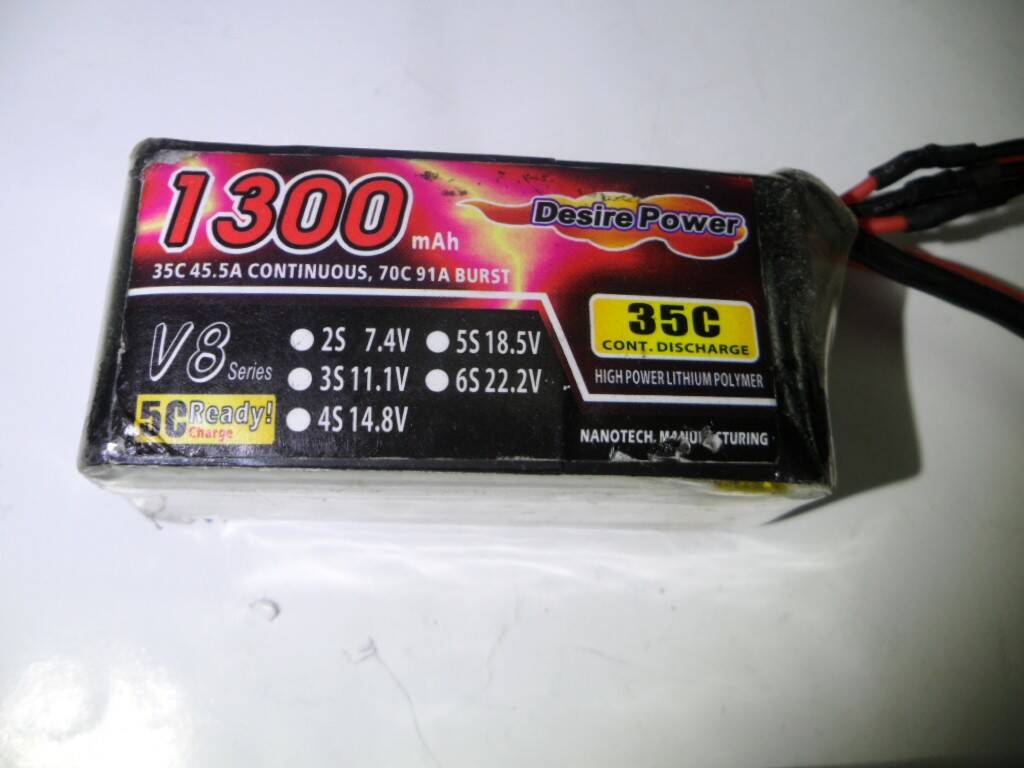 1300 mAh
Desire Power
35C 45.5A CONTINUOUS, 70C 91A BURST
V8 Series
2S 7.4V
5S 18.5V
3S 11.1V
6S 22.2V
4S 14.8V
5C Ready!
Charge
35C
CONT. DISCHARGE
HIGH POWER LITHIUM POLYMER
NANOTECH. MANUFACTURING